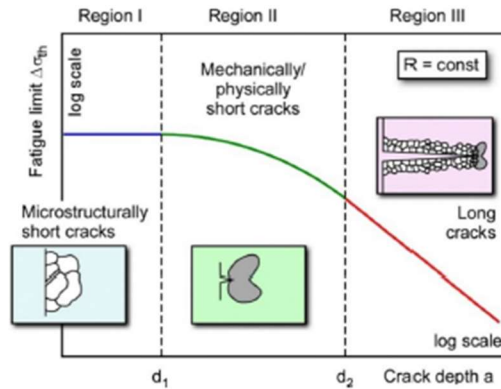 Region I
Region II
Region III
Fatigue limit Δσth
log scale
Mechanically/
physically
short cracks
R = const
Microstructurally
short cracks
Long
cracks
log scale
d1
d2
Crack depth a